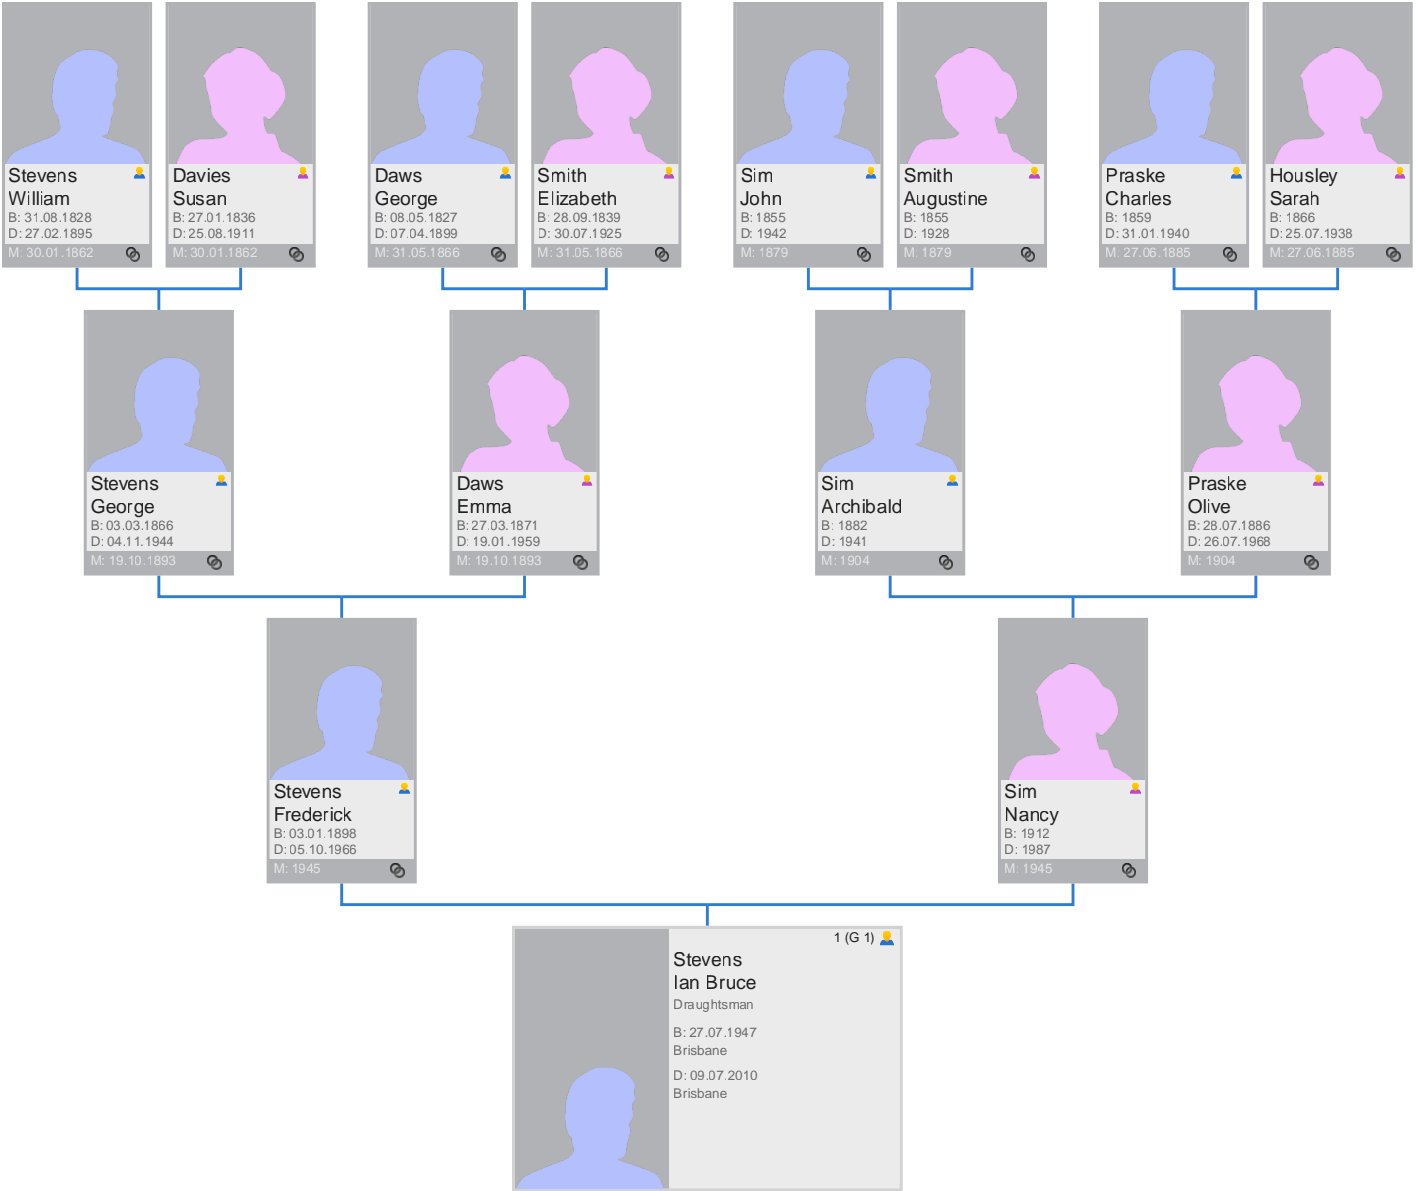 Stevens
William
B: 31.08.1828
D: 27.02.1895
M: 30.01.1862
Davies
Susan
B: 27.01.1836
D: 25.08.1911
M: 30.01.1862
Daws
George
B: 08.05.1827
D: 07.04.1899
M: 31.05.1866
Smith
Elizabeth
B: 28.09.1839
D: 30.07.1925
M: 31.05.1866
Sim
John
B: 1855
D: 1942
M: 1879
Smith
Augustine
B: 1855
D: 1928
M: 1879
Praske
Charles
B: 1859
D: 31.01.1940
M: 27.06.1885
Housley
Sarah
B: 1866
D: 25.07.1938
M: 27.06.1885
Stevens
George
B: 03.03.1866
D: 04.11.1944
M: 19.10.1893
Daws
Emma
B: 27.03.1871
D: 19.01.1959
M: 19.10.1893
Sim
Archibald
B: 1882
D: 1941
M: 1904
Praske
Olive
B: 28.07.1886
D: 26.07.1968
M: 1904
Stevens
Frederick
B: 03.01.1898
D: 05.10.1966
M: 1945
Sim
Nancy
B: 1912
D: 1987
M: 1945
1 (G 1)
Stevens
Ian Bruce
Draughtsman
B: 27.07.1947
Brisbane
D: 09.07.2010
Brisbane